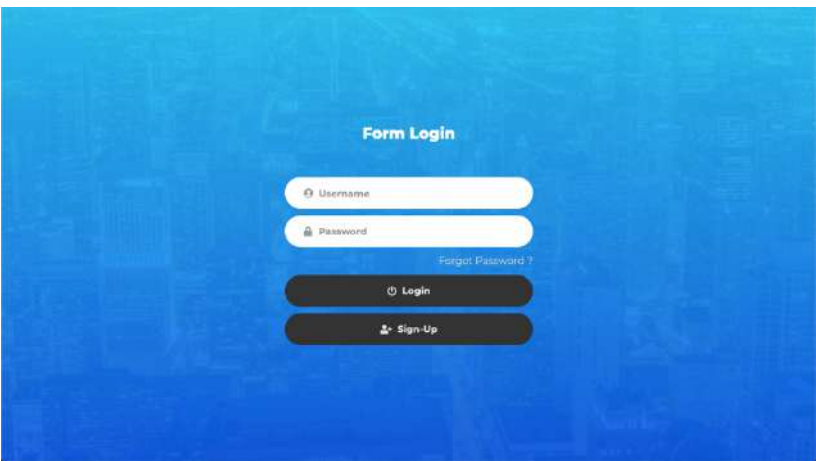 Form Login
Username
Password
Forgot Password ?
Login
Sign-Up